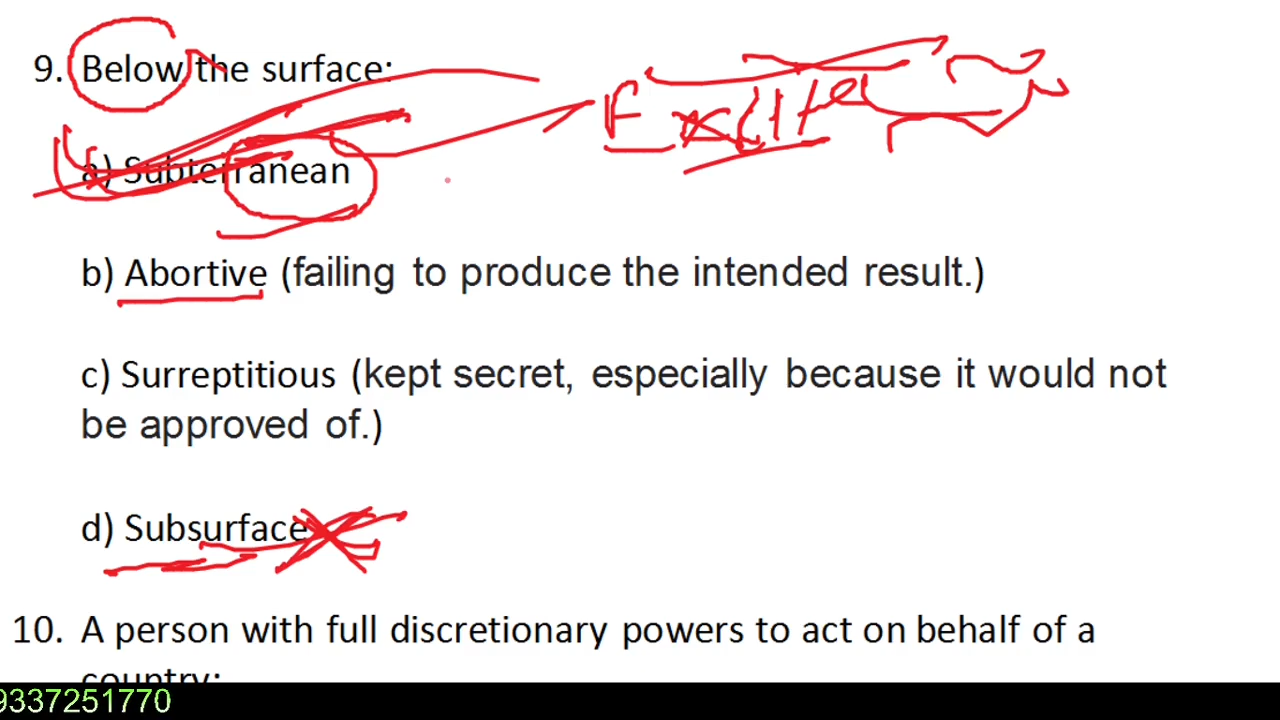 9. Below the surface:
a) Subterranean
b) Abortive (failing to produce the intended result.)
c) Surreptitious (kept secret, especially because it would not
be approved of.)
d) Subsurface
10. A person with full discretionary powers to act on behalf of a
country:
9337251770